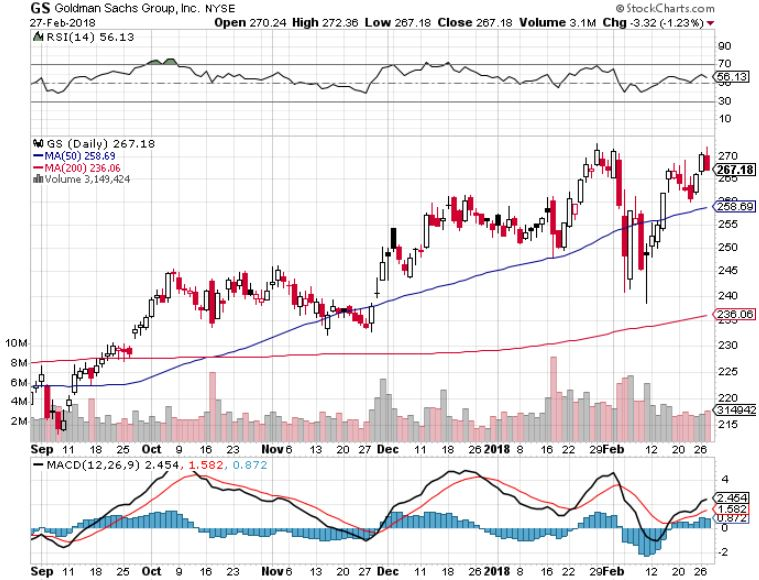 GS Goldman Sachs Group, Inc. NYSE © StockCharts.com
27-Feb-2018 Open 270.24 High 272.36 Low 267.18 Close 267.18 Volume 3.1M Chg -3.32 (-1.23%)
RSI(14) 56.13
90
70
56.13
50
30
10
GS (Daily) 267.18
MA(50) 258.69
MA(200) 236.06
Volume 3,149,424
270
267.18
265
260
258.69
255
250
245
240
236.06
230
225
220
215
10M
8M
6M
4M
2M
314942
Sep 11 18 25 Oct 9 16 23 Nov 6 13 20 27 Dec 11 18 26 2018 8 16 22 29 Feb 12 20 26
MACD(12,26,9) 2.454, 1.582, 0.872
4
2.454
1.582
0.872
0
-2
Sep 11 18 25 Oct 9 16 23 Nov 6 13 20 27 Dec 11 18 26 2018 8 16 22 29 Feb 12 20 26